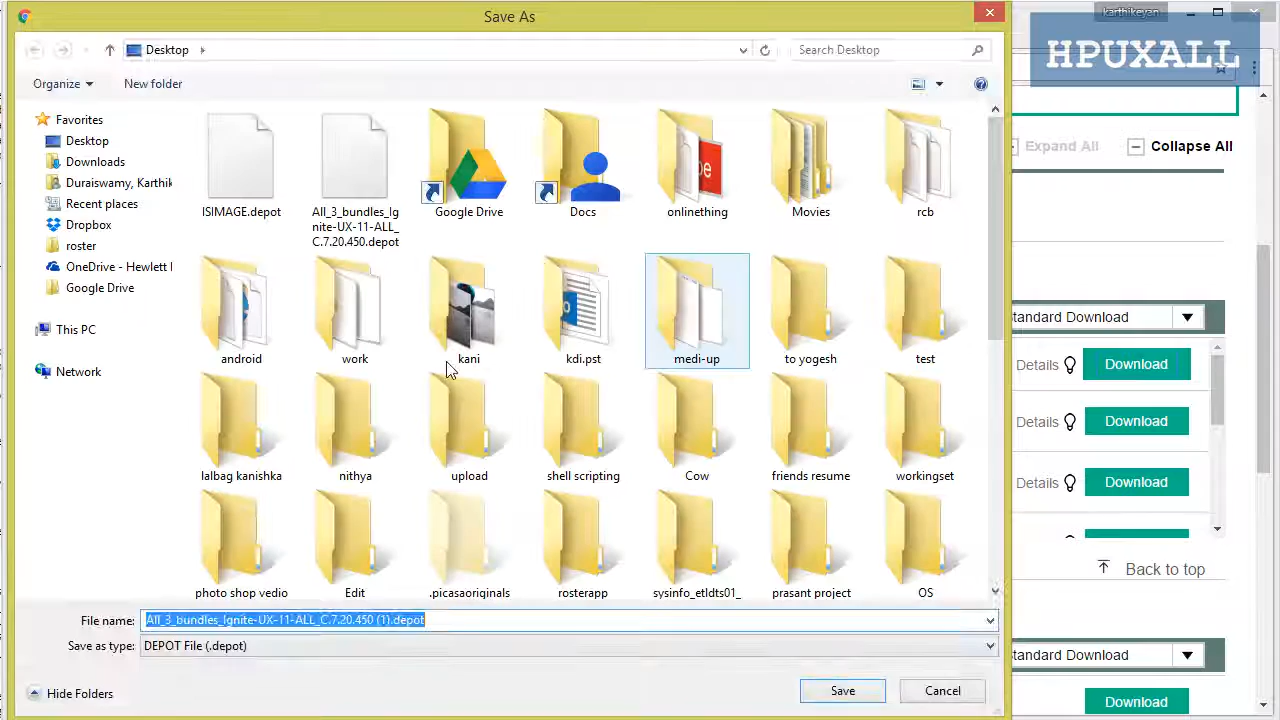 Save As
karthikeyan
HPUXALL
Desktop
Search Desktop
Organize
New folder
Expand All
Collapse All
Favorites
Desktop
Downloads
Duraiswamy, Karthik
Recent places
Dropbox
roster
OneDrive - Hewlett
Google Drive
This PC
Network
ISIMAGE.depot
All_3_bundles_Ig
nite-UX-11-ALL_
C.7.20.450.depot
Google Drive
Docs
onlinething
Movies
rcb
android
work
kani
kdi.pst
medi-up
to yogesh
test
lalbag kanishka
nithya
upload
shell scripting
Cow
friends resume
workingset
photo shop vedio
Edit
.picasaoriginals
rosterapp
sysinfo_etldts01_
prasant project
OS
tandard Download
Details
Download
Details
Download
Details
Download
Back to top
tandard Download
Download
File name:
All_3_bundles_Ignite-UX-11-ALL_C.7.20.450 (1).depot
Save as type:
DEPOT File (.depot)
Hide Folders
Save
Cancel